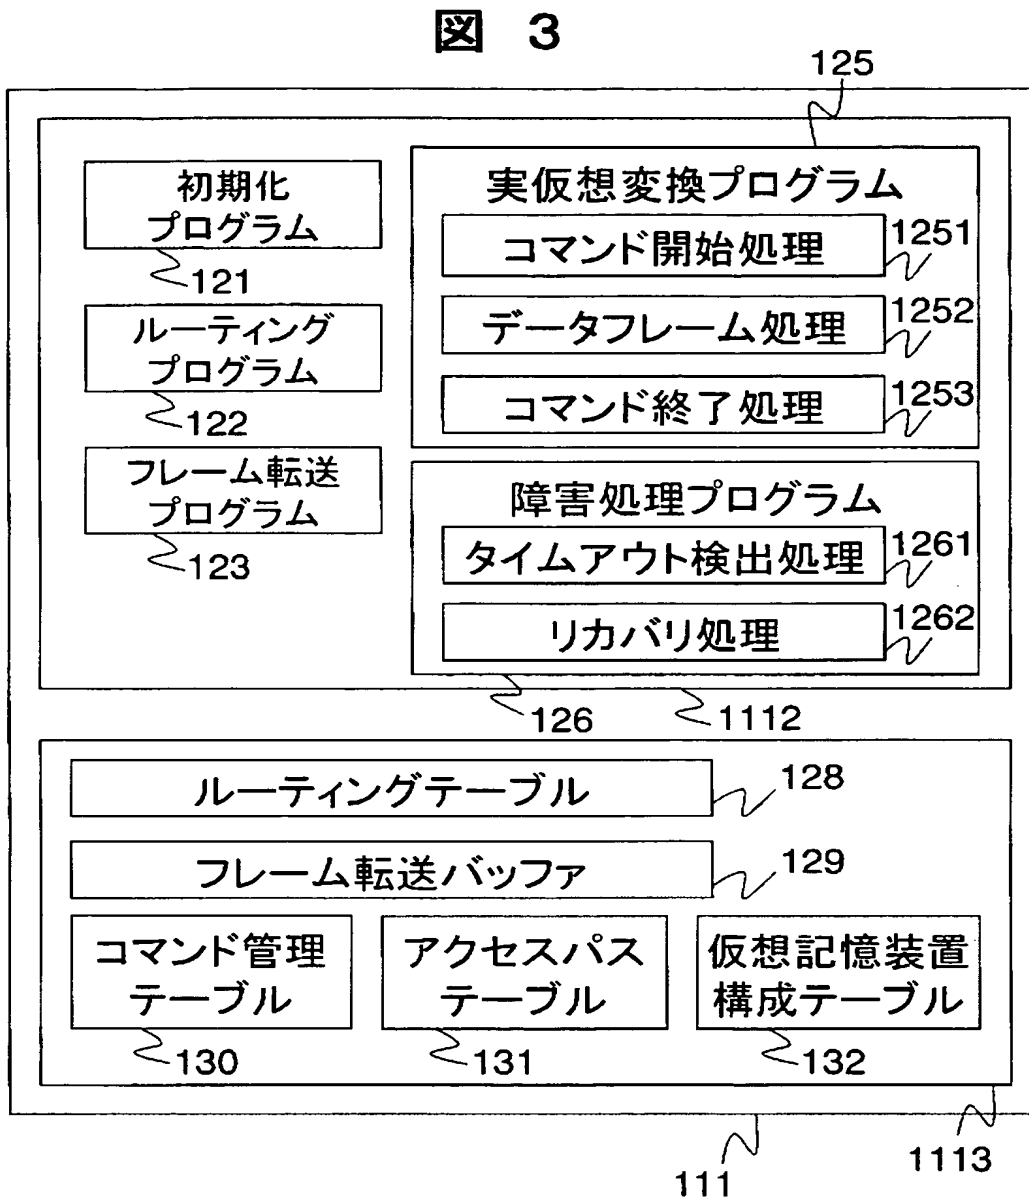 図 3
125
初期化
プログラム
121
ルーティング
プログラム
122
フレーム転送
プログラム
123
実仮想変換プログラム
コマンド開始処理
1251
データフレーム処理
1252
コマンド終了処理
1253
障害処理プログラム
タイムアウト検出処理
1261
リカバリ処理
1262
126
1112
ルーティングテーブル
128
フレーム転送バッファ
129
コマンド管理
テーブル
130
アクセスパス
テーブル
131
仮想記憶装置
構成テーブル
132
111
1113